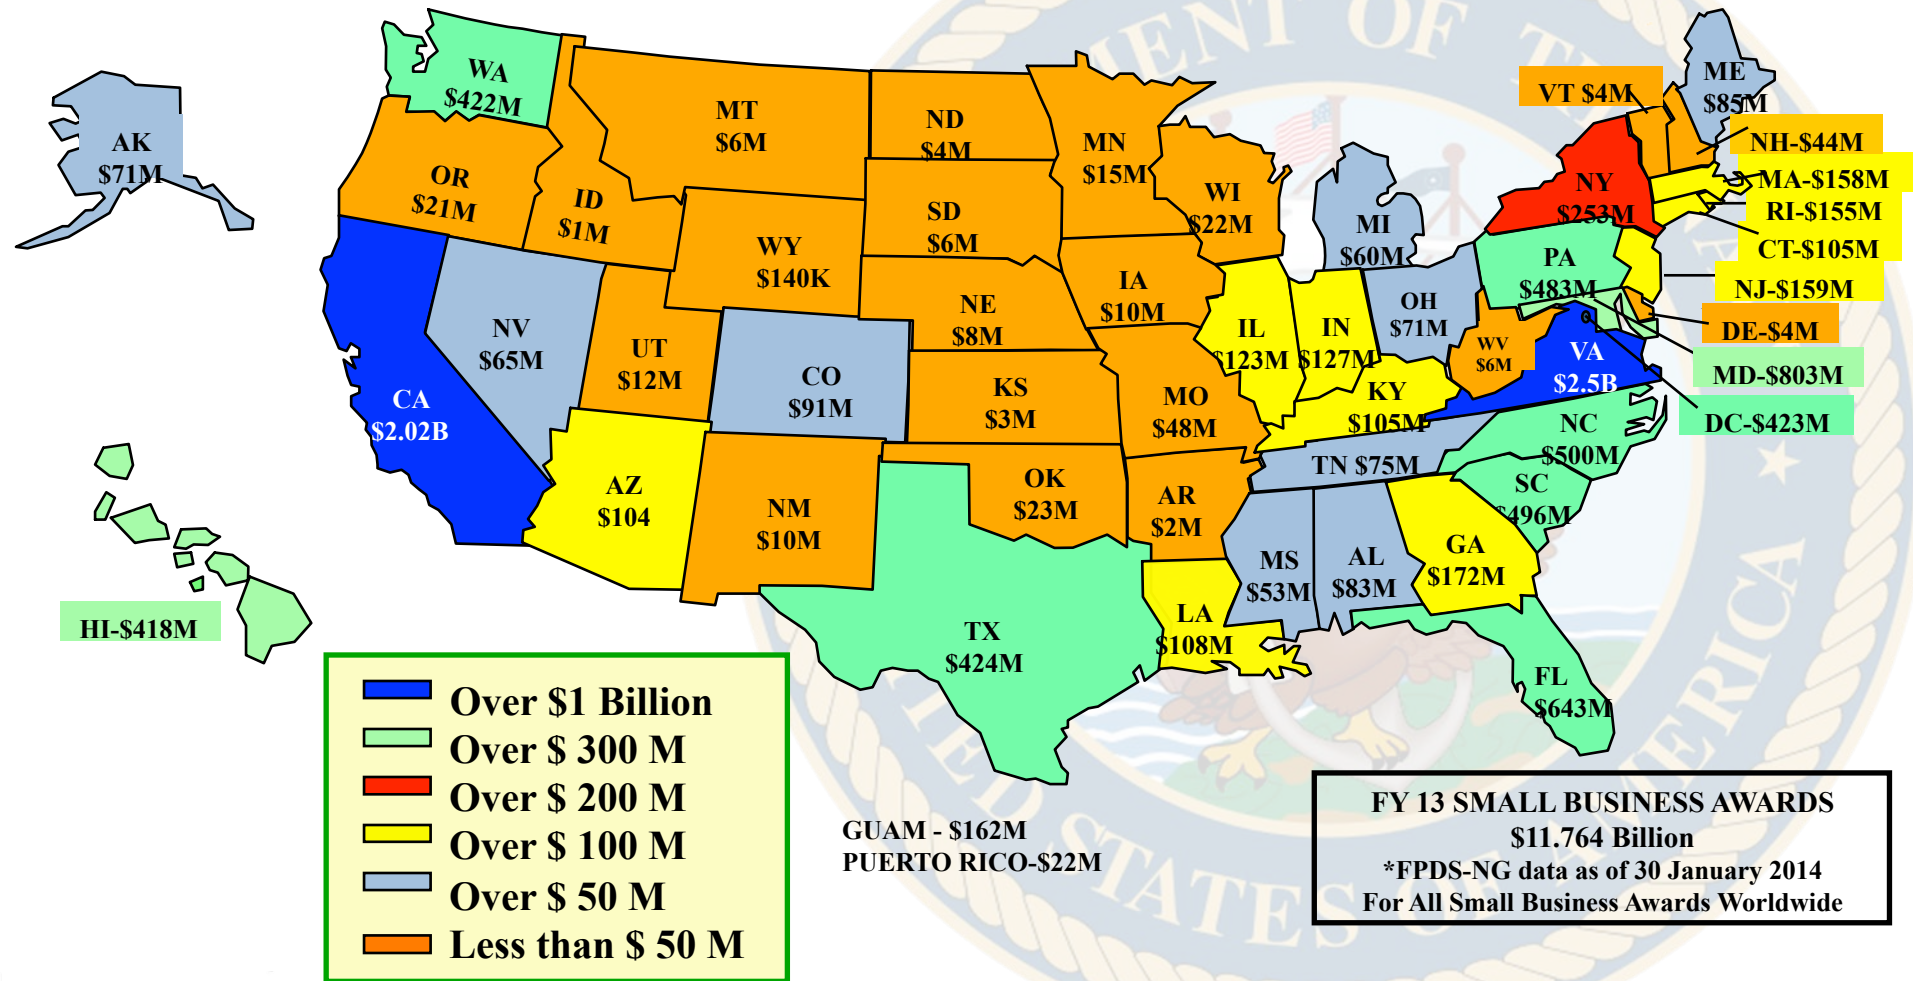 WA
$422M
MT
$6M
ND
$4M
MN
$15M
VT $4M
ME
$85M
AK
$71M
OR
$21M
ID
$1M
SD
$6M
WI
$22M
MI
$60M
NY
$253M
NH-$44M
MA-$158M
RI-$155M
CT-$105M
NJ-$159M
WY
$140K
NE
$8M
IA
$10M
PA
$483M
DE-$4M
NV
$65M
UT
$12M
CO
$91M
KS
$3M
MO
$48M
IL
$123M
IN
$127M
OH
$71M
WV
$6M
VA
$2.5B
MD-$803M
DC-$423M
CA
$2.02B
KY
$105M
NC
$500M
TN $75M
AZ
$104
NM
$10M
OK
$23M
AR
$2M
SC
$496M
MS
$53M
AL
$83M
GA
$172M
HI-$418M
TX
$424M
LA
$108M
FL
$643M
Over $1 Billion
Over $ 300 M
Over $ 200 M
Over $ 100 M
Over $ 50 M
Less than $ 50 M
GUAM - $162M
PUERTO RICO-$22M
FY 13 SMALL BUSINESS AWARDS
$11.764 Billion
*FPDS-NG data as of 30 January 2014
For All Small Business Awards Worldwide
STATES OF AMERICA